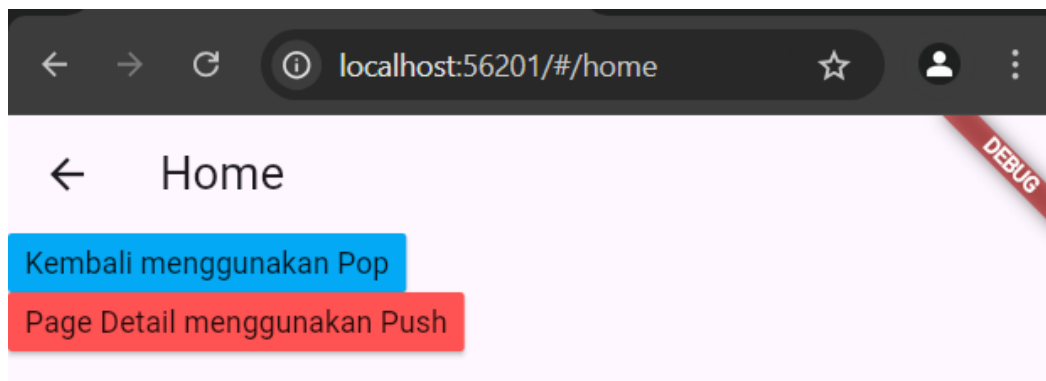 localhost:56201/#/home
Home
DEBUG
Kembali menggunakan Pop
Page Detail menggunakan Push